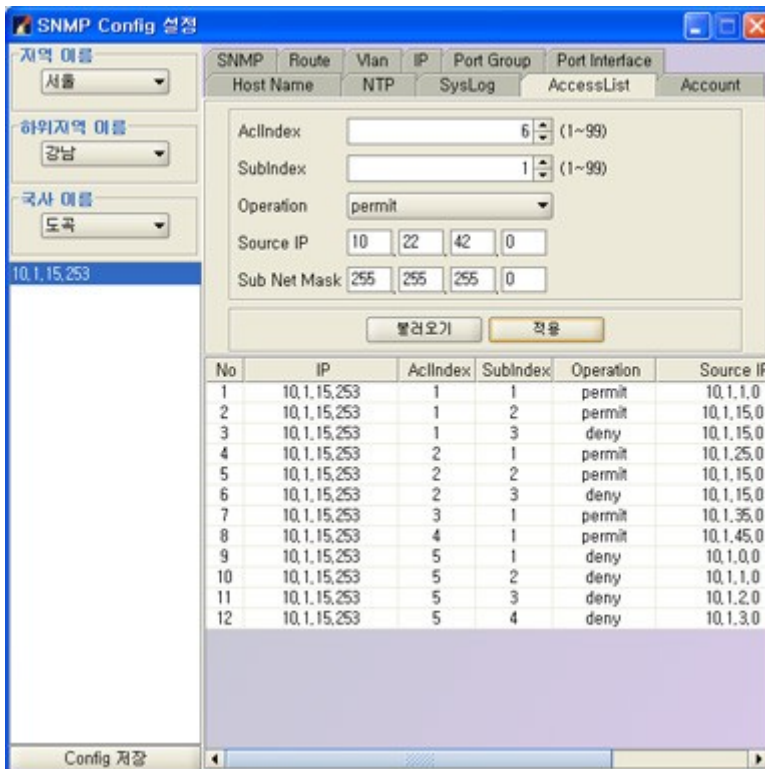 SNMP Config 설정
지역 이름
서울
하위지역 이름
강남
국사 이름
도곡
10,1,15,253
Config 저장
SNMP Route Vlan IP Port Group Port Interface
Host Name NTP SysLog AccessList Account
AclIndex 6 (1~99)
SubIndex 1 (1~99)
Operation permit
Source IP 10 . 22 . 42 . 0
Sub Net Mask 255 . 255 . 255 . 0
불러오기 적용
No IP AclIndex SubIndex Operation Source IP
1 10,1,15,253 1 1 permit 10,1,1,0
2 10,1,15,253 1 2 permit 10,1,15,0
3 10,1,15,253 1 3 deny 10,1,15,0
4 10,1,15,253 2 1 permit 10,1,25,0
5 10,1,15,253 2 2 permit 10,1,15,0
6 10,1,15,253 2 3 deny 10,1,15,0
7 10,1,15,253 3 1 permit 10,1,35,0
8 10,1,15,253 4 1 permit 10,1,45,0
9 10,1,15,253 5 1 deny 10,1,0,0
10 10,1,15,253 5 2 deny 10,1,1,0
11 10,1,15,253 5 3 deny 10,1,2,0
12 10,1,15,253 5 4 deny 10,1,3,0